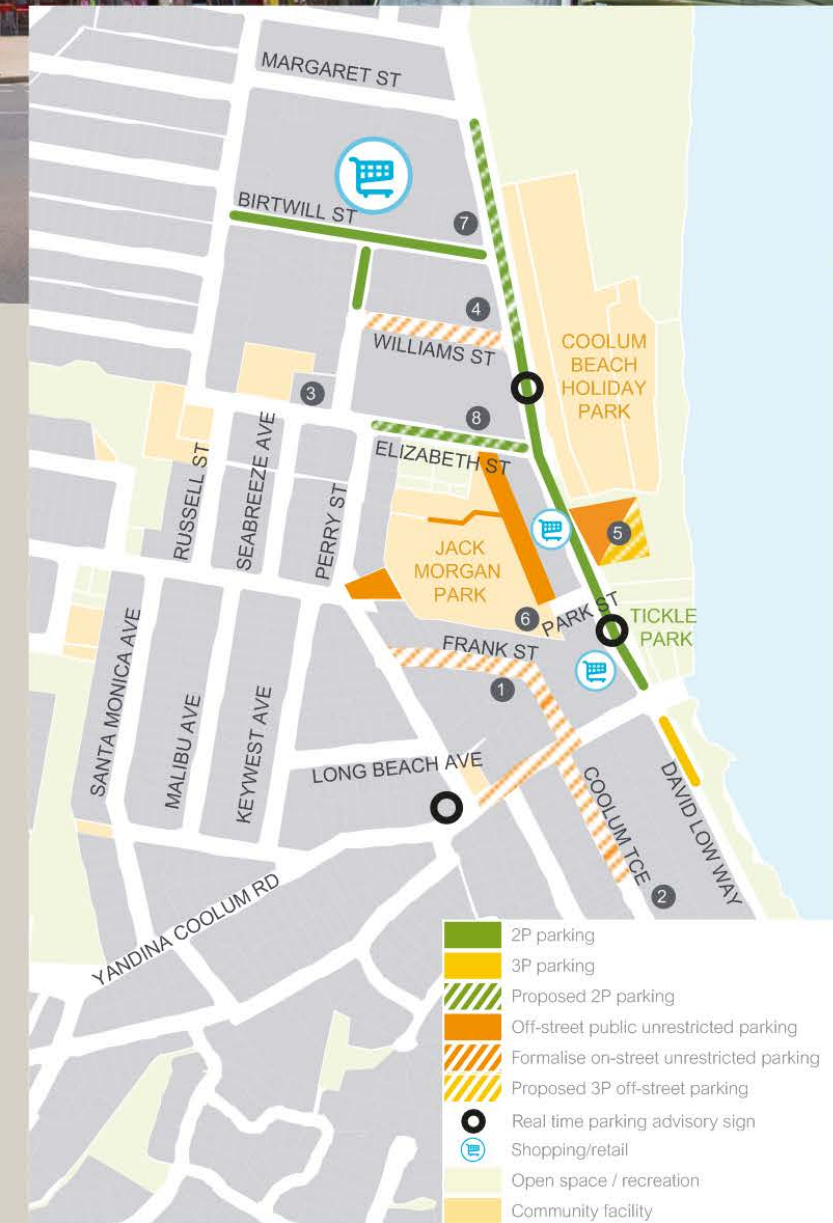 MARGARET ST
BIRTWILL ST
7
4
WILLIAMS ST
COOLUM
BEACH
HOLIDAY
PARK
3
8
ELIZABETH ST
RUSSELL ST
SEABREEZE AVE
PERRY ST
5
JACK
MORGAN
PARK
6
PARK ST
TICKLE
PARK
FRANK ST
1
SANTA MONICA AVE
MALIBU AVE
KEYWEST AVE
LONG BEACH AVE
COOLUM TCE
DAVID LOW WAY
2
YANDINA COOLUM RD
2P parking
3P parking
Proposed 2P parking
Off-street public unrestricted parking
Formalise on-street unrestricted parking
Proposed 3P off-street parking
Real time parking advisory sign
Shopping/retail
Open space / recreation
Community facility